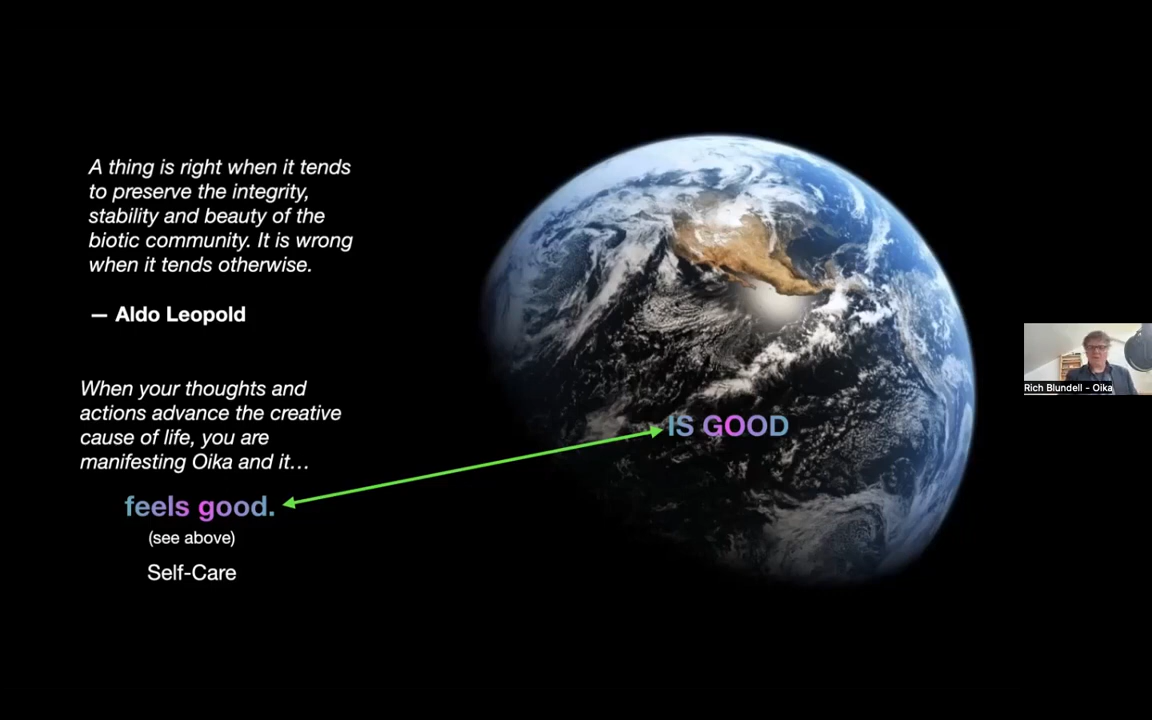 A thing is right when it tends
to preserve the integrity,
stability and beauty of the
biotic community. It is wrong
when it tends otherwise.
— Aldo Leopold
When your thoughts and
actions advance the creative
cause of life, you are
manifesting Oika and it…
feels good.
(see above)
Self-Care
IS GOOD
Rich Blundell - Oika